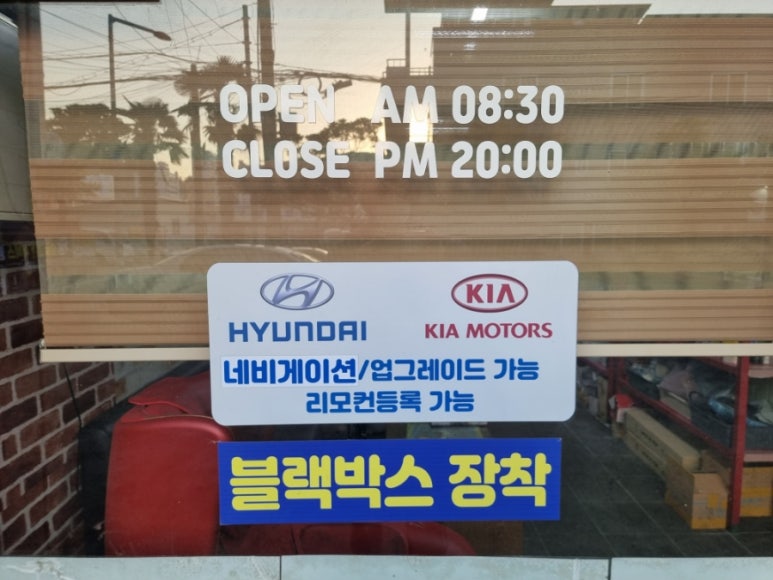 OPEN AM 08:30
CLOSE PM 20:00
HYUNDAI
KIA
KIA MOTORS
네비게이션/업그레이드 가능
리모컨등록 가능
블랙박스 장착